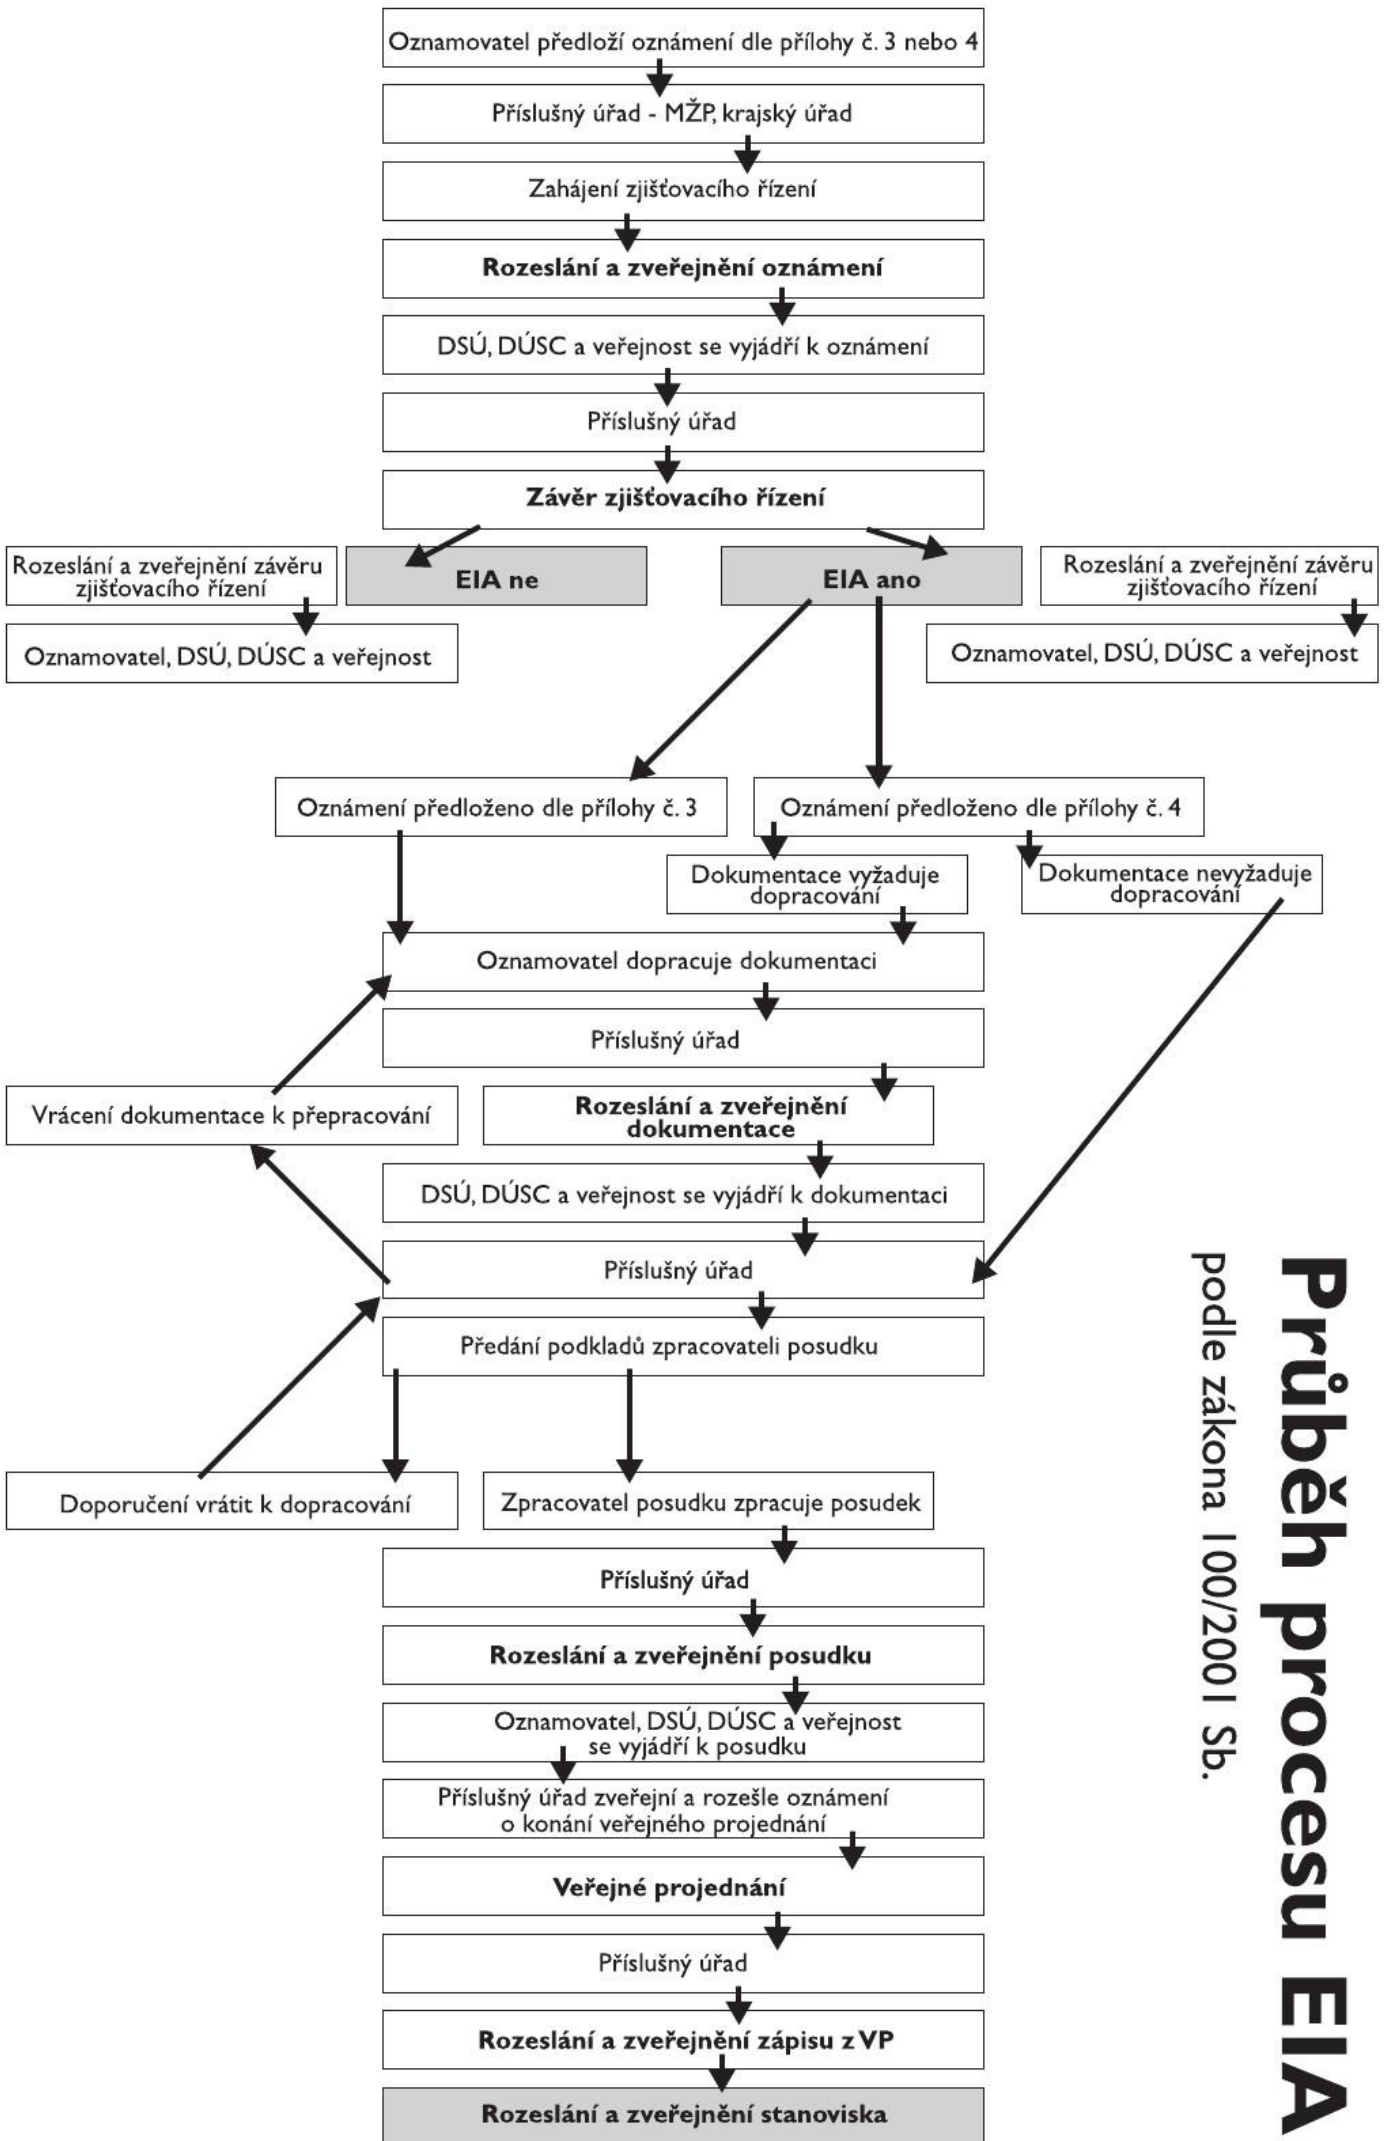 Oznamovatel předloží oznámení dle přílohy č. 3 nebo 4
Příslušný úřad - MŽP, krajský úřad
Zahájení zjišťovacího řízení
Rozeslání a zveřejnění oznámení
DSÚ, DÚSC a veřejnost se vyjádří k oznámení
Příslušný úřad
Závěr zjišťovacího řízení
Rozeslání a zveřejnění závěru
zjišťovacího řízení
EIA ne
EIA ano
Rozeslání a zveřejnění závěru
zjišťovacího řízení
Oznamovatel, DSÚ, DÚSC a veřejnost
Oznamovatel, DSÚ, DÚSC a veřejnost
Oznámení předloženo dle přílohy č. 3
Oznámení předloženo dle přílohy č. 4
Dokumentace vyžaduje
dopracování
Dokumentace nevyžaduje
dopracování
Oznamovatel dopracuje dokumentaci
Příslušný úřad
Vrácení dokumentace k přepracování
Rozeslání a zveřejnění
dokumentace
DSÚ, DÚSC a veřejnost se vyjádří k dokumentaci
Příslušný úřad
Předání podkladů zpracovateli posudku
Doporučení vrátit k dopracování
Zpracovatel posudku zpracuje posudek
Příslušný úřad
Rozeslání a zveřejnění posudku
Oznamovatel, DSÚ, DÚSC a veřejnost
se vyjádří k posudku
Příslušný úřad zveřejní a rozešle oznámení
o konání veřejného projednání
Veřejné projednání
Příslušný úřad
Rozeslání a zveřejnění zápisu z VP
Rozeslání a zveřejnění stanoviska
Průběh procesu EIA
podle zákona 100/2001 Sb.